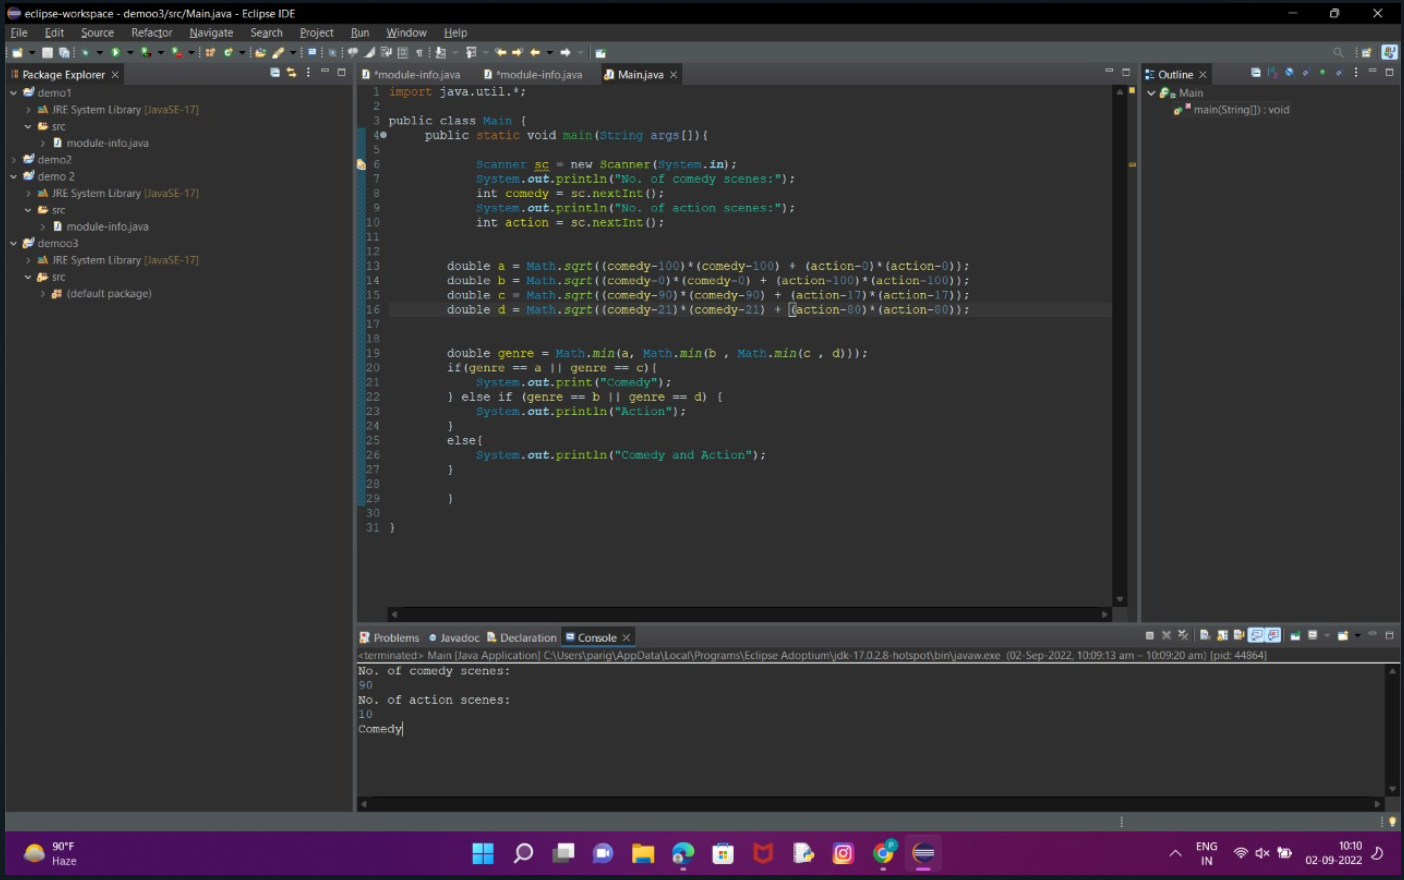 eclipse-workspace - demoo3/src/Main.java - Eclipse IDE
File Edit Source Refactor Navigate Search Project Run Window Help
Package Explorer
demo1
JRE System Library [JavaSE-17]
src
module-info.java
demo2
demo 2
JRE System Library [JavaSE-17]
src
module-info.java
demoo3
JRE System Library [JavaSE-17]
src
(default package)
*module-info.java *module-info.java Main.java
1 import java.util.*;
2
3 public class Main {
4 public static void main(String args[]){
5
6 Scanner sc = new Scanner(System.in);
7 System.out.println("No. of comedy scenes:");
8 int comedy = sc.nextInt();
9 System.out.println("No. of action scenes:");
10 int action = sc.nextInt();
11
12
13 double a = Math.sqrt((comedy-100)*(comedy-100) + (action-0)*(action-0));
14 double b = Math.sqrt((comedy-0)*(comedy-0) + (action-100)*(action-100));
15 double c = Math.sqrt((comedy-90)*(comedy-90) + (action-17)*(action-17));
16 double d = Math.sqrt((comedy-21)*(comedy-21) + (action-80)*(action-80));
17
18
19 double genre = Math.min(a, Math.min(b , Math.min(c , d)));
20 if(genre == a || genre == c){
21 System.out.print("Comedy");
22 } else if (genre == b || genre == d) {
23 System.out.println("Action");
24 }
25 else{
26 System.out.println("Comedy and Action");
27 }
28
29 }
30
31 }
Outline
Main
main(String[]) : void
Problems Javadoc Declaration Console
<terminated> Main [Java Application] C:\Users\parig\AppData\Local\Programs\Eclipse Adoptium\jdk-17.0.2.8-hotspot\bin\javaw.exe (02-Sep-2022, 10:09:13 am – 10:09:20 am) [pid: 44864]
No. of comedy scenes:
90
No. of action scenes:
10
Comedy
90°F
Haze
ENG
IN
10:10
02-09-2022